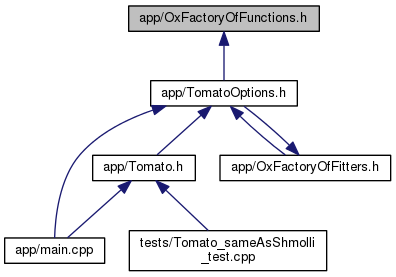 app/OxFactoryOfFunctions.h
app/TomatoOptions.h
app/Tomato.h
app/OxFactoryOfFitters.h
app/main.cpp
tests/Tomato_sameAsShmolli
_test.cpp